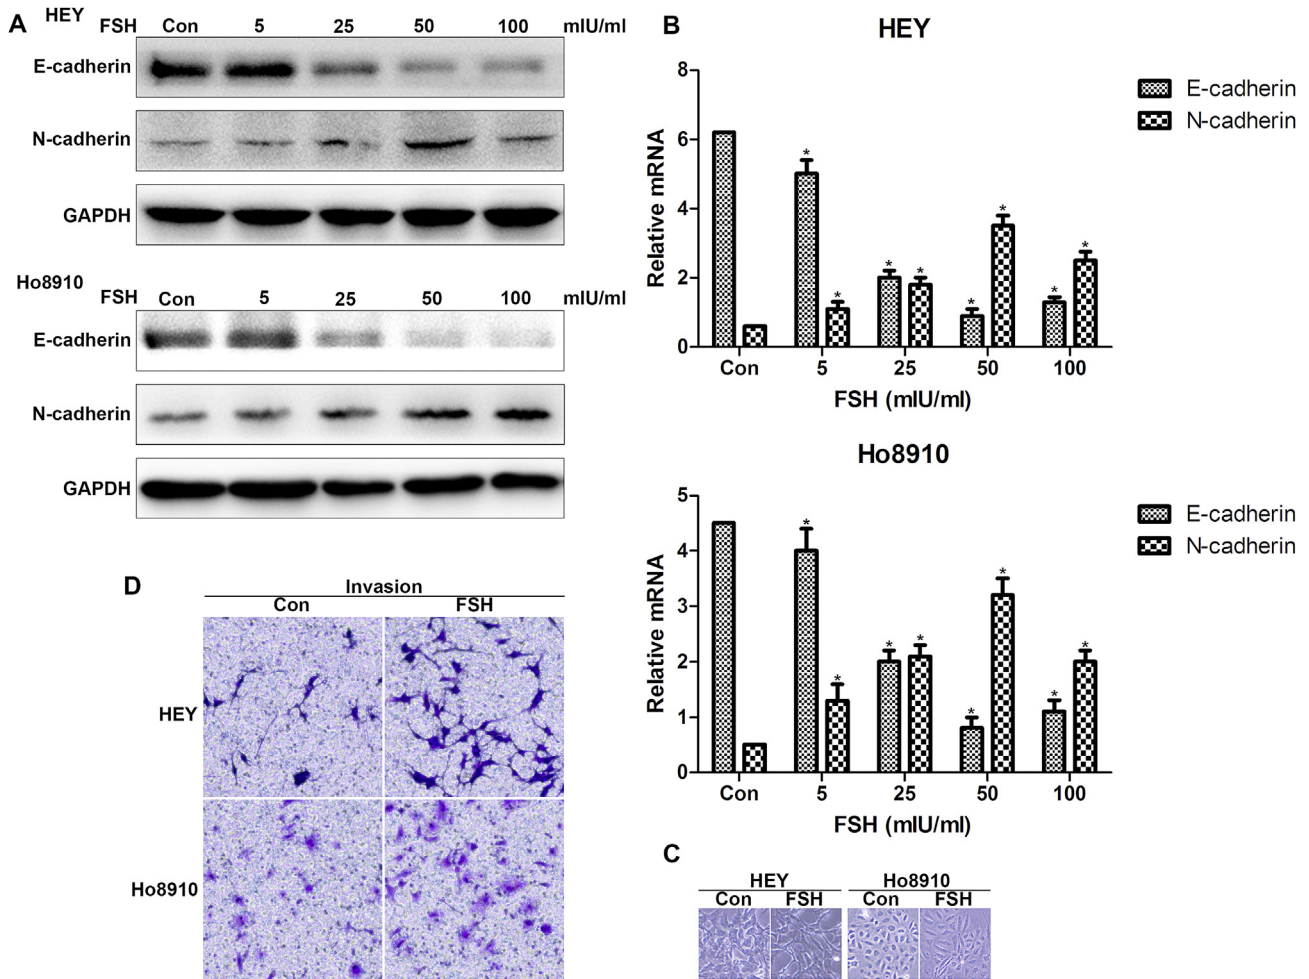 A
HEY
FSH Con 5 25 50 100 mIU/ml
E-cadherin
N-cadherin
GAPDH
Ho8910
FSH Con 5 25 50 100 mIU/ml
E-cadherin
N-cadherin
GAPDH
B
HEY
Relative mRNA
8
6
4
2
0
* * * * * * * *
Con 5 25 50 100
FSH (mIU/ml)
E-cadherin
N-cadherin
Ho8910
Relative mRNA
5
4
3
2
1
0
* * * * * * * *
Con 5 25 50 100
FSH (mIU/ml)
E-cadherin
N-cadherin
C
HEY Ho8910
Con FSH Con FSH
D
Invasion
Con FSH
HEY
Ho8910